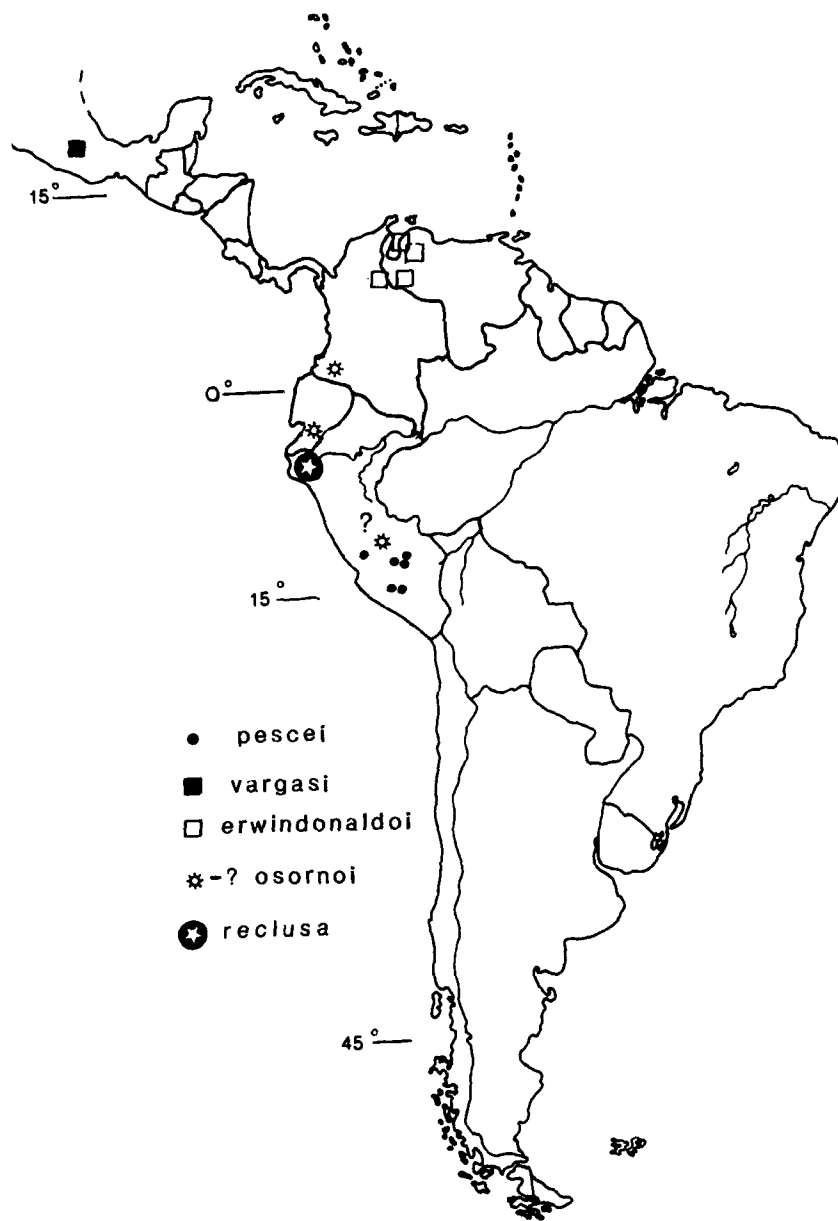 15°
0°
?
15°
pescei
vargasi
erwindonaldoi
-? osornoi
reclusa
45°